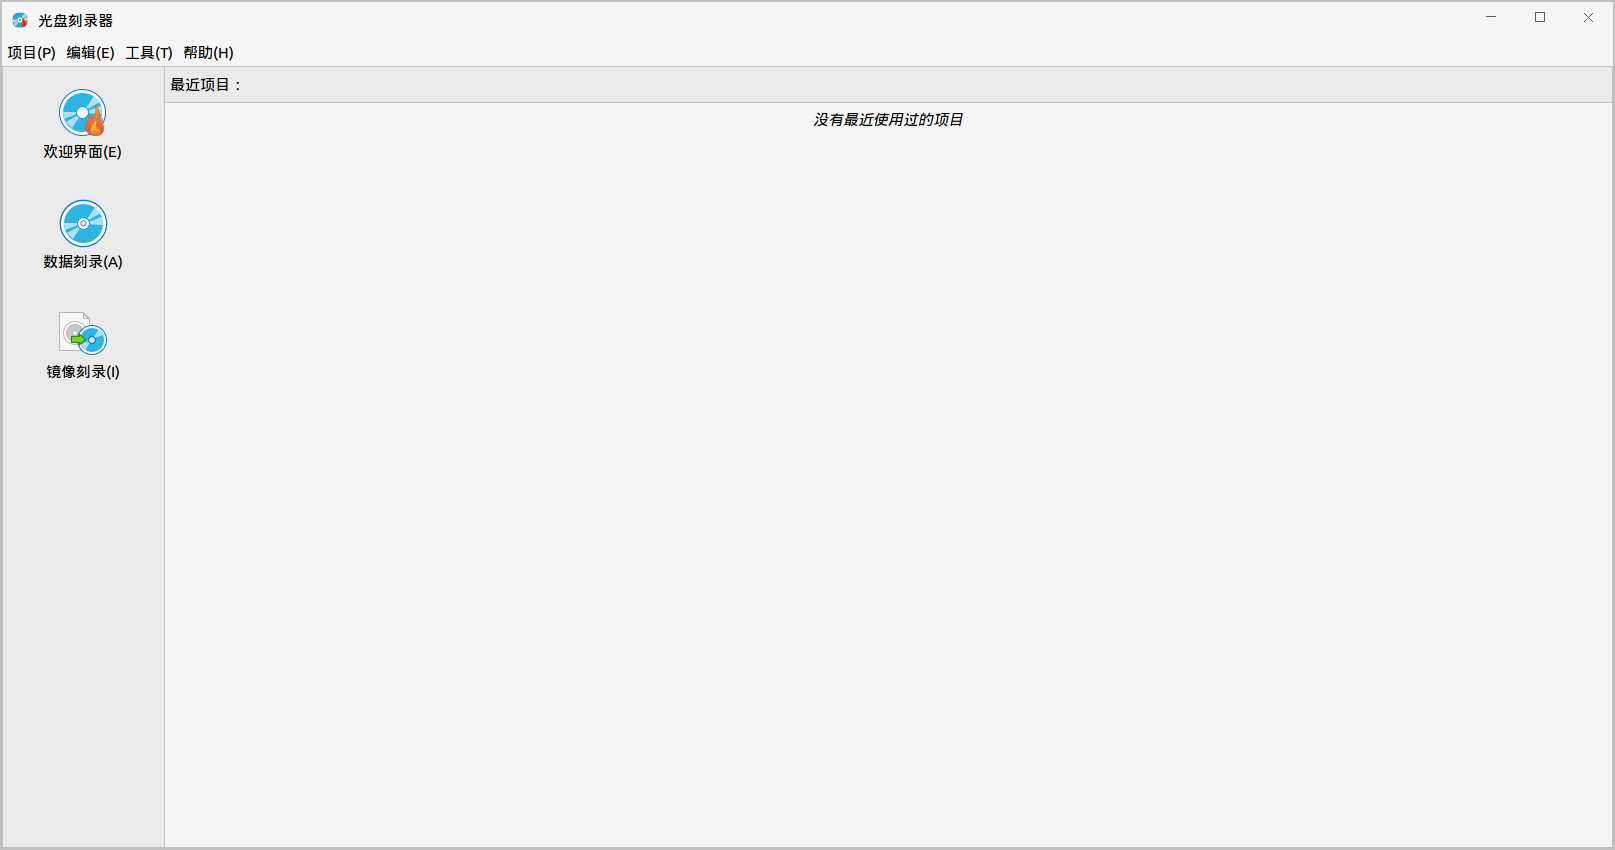 光盘刻录器
项目(P) 编辑(E) 工具(T) 帮助(H)
最近项目：
没有最近使用过的项目
欢迎界面(E)
数据刻录(A)
镜像刻录(I)